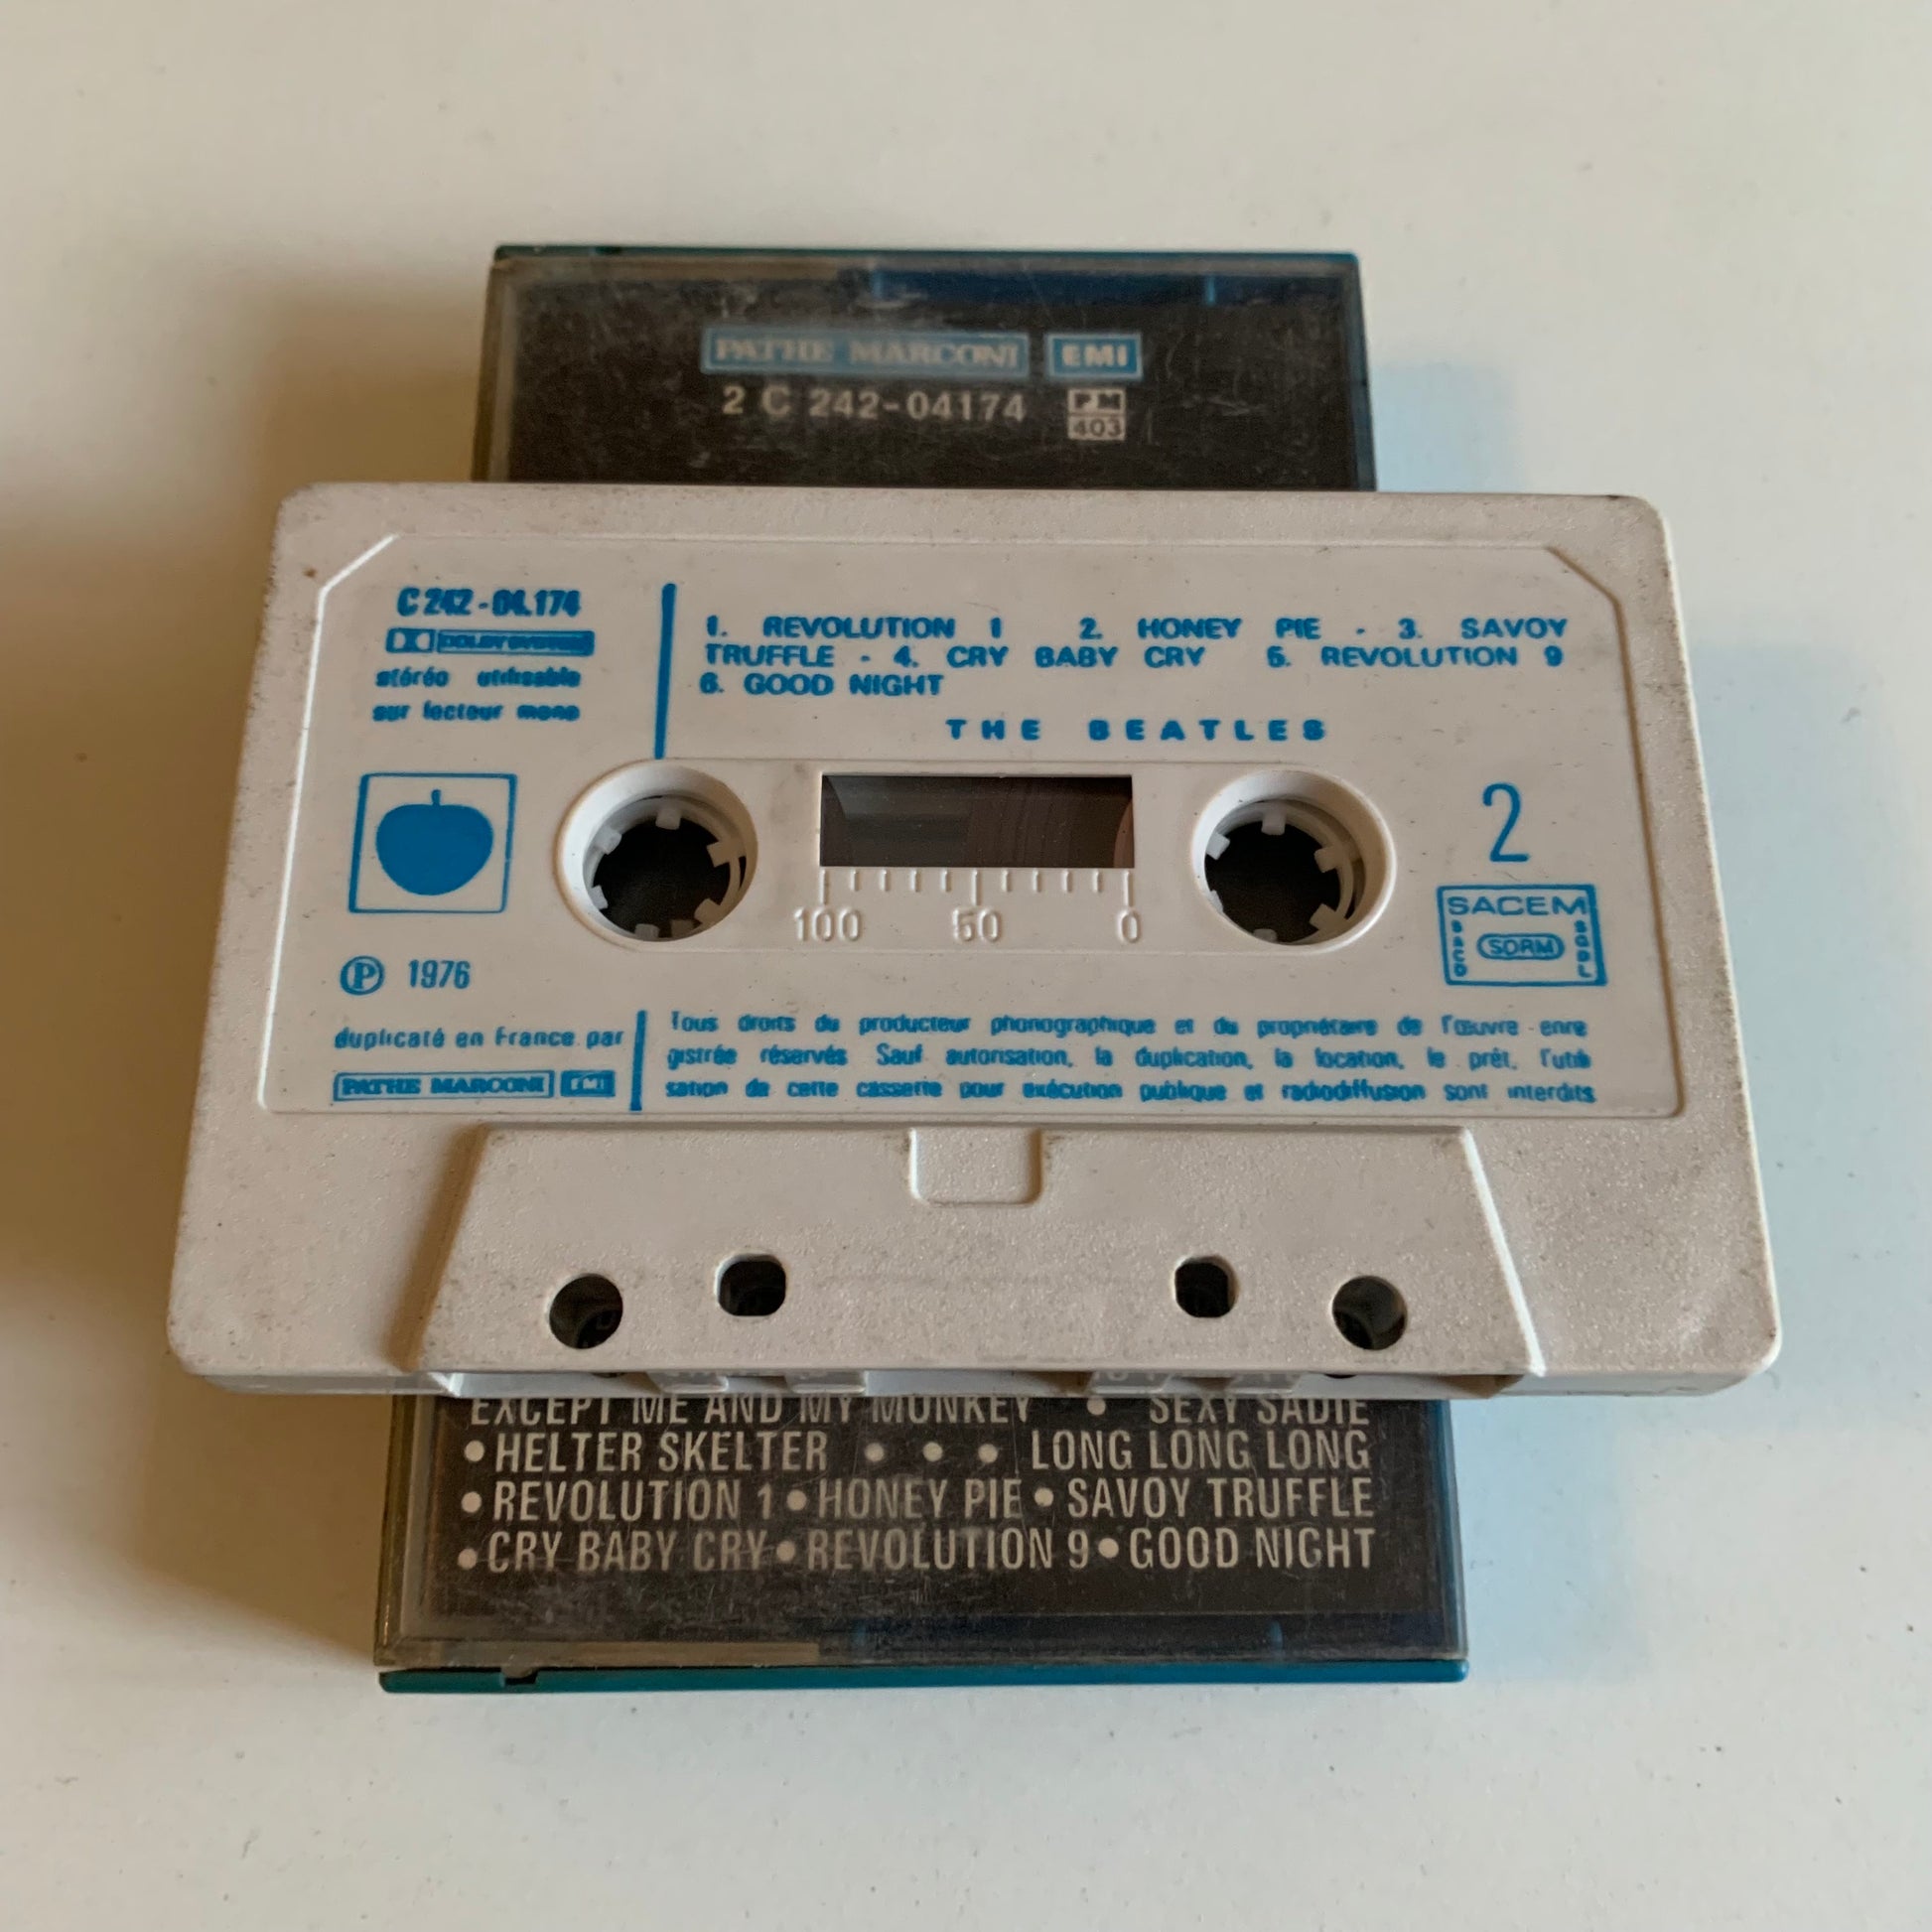 PATHE MARCONI EMI
2 C 242-04174 PM
403
C 242 - 04.174
DOLBY SYSTEM
stéréo utilisable
sur lecteur mono
1. REVOLUTION 1 2. HONEY PIE - 3. SAVOY
TRUFFLE - 4. CRY BABY CRY 5. REVOLUTION 9
6. GOOD NIGHT
THE BEATLES
2
100 50 0
SACEM
SACD SDRM SGDL
Ⓟ 1976
duplicaté en France par
PATHE MARCONI EMI
Tous droits du producteur phonographique et du propriétaire de l'œuvre enre
gistrée réservés Sauf autorisation, la duplication, la location, le prêt, l'utili
sation de cette cassette pour exécution publique et radiodiffusion sont interdits
EXCEPT ME AND MY MONKEY • SEXY SADIE
• HELTER SKELTER • • • LONG LONG LONG
• REVOLUTION 1 • HONEY PIE • SAVOY TRUFFLE
• CRY BABY CRY • REVOLUTION 9 • GOOD NIGHT